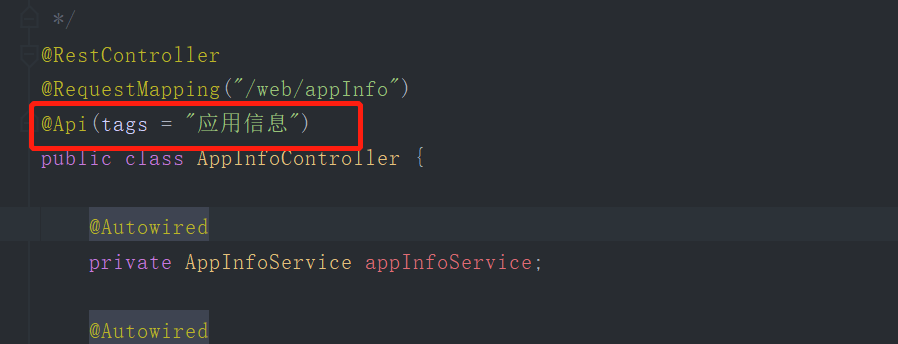 */
@RestController
@RequestMapping("/web/appInfo")
@Api(tags = "应用信息")
public class AppInfoController {
@Autowired
private AppInfoService appInfoService;
@Autowired